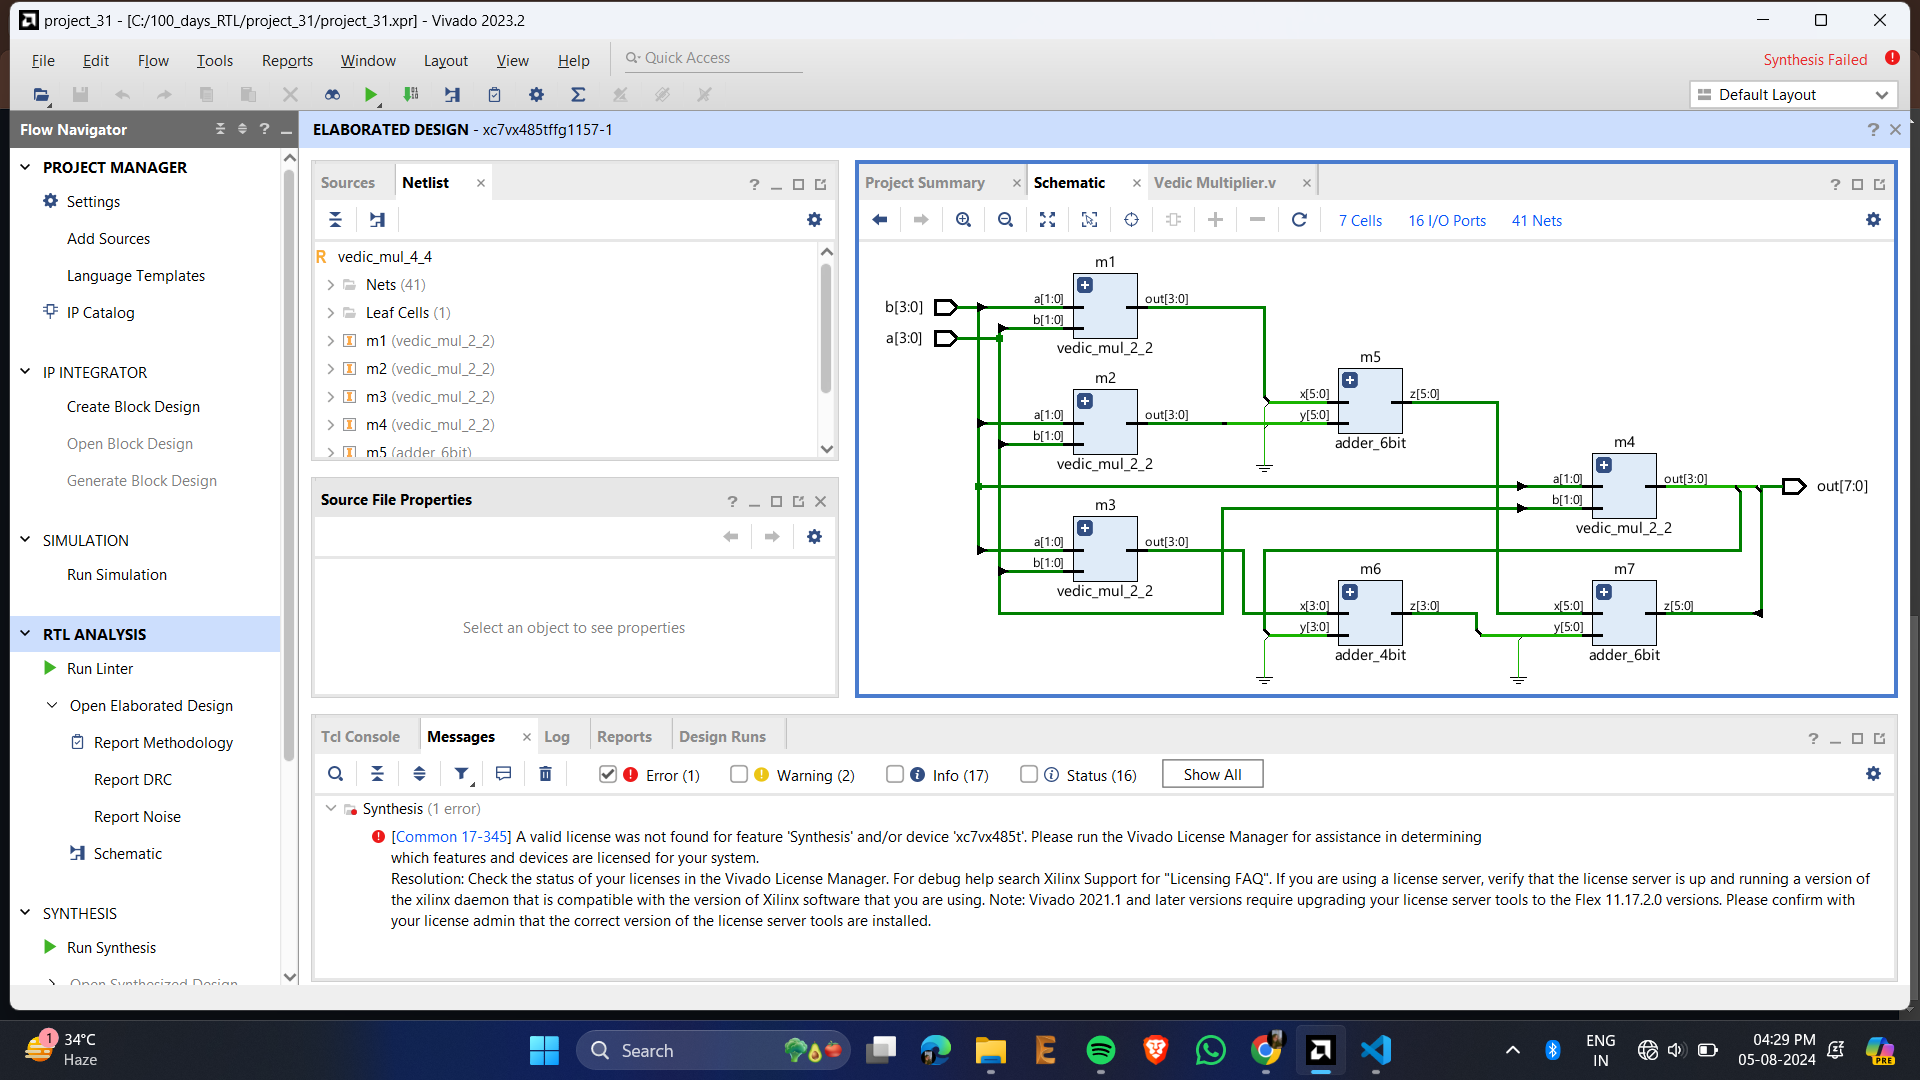 project_31 - [C:/100_days_RTL/project_31/project_31.xpr] - Vivado 2023.2
File Edit Flow Tools Reports Window Layout View Help Quick Access
Synthesis Failed
Default Layout
Flow Navigator
ELABORATED DESIGN - xc7vx485tffg1157-1
PROJECT MANAGER
Settings
Add Sources
Language Templates
IP Catalog
IP INTEGRATOR
Create Block Design
Open Block Design
Generate Block Design
SIMULATION
Run Simulation
RTL ANALYSIS
Run Linter
Open Elaborated Design
Report Methodology
Report DRC
Report Noise
Schematic
SYNTHESIS
Run Synthesis
Open Synthesized Design
Sources Netlist
R vedic_mul_4_4
Nets (41)
Leaf Cells (1)
m1 (vedic_mul_2_2)
m2 (vedic_mul_2_2)
m3 (vedic_mul_2_2)
m4 (vedic_mul_2_2)
m5 (adder_6bit)
Source File Properties
Select an object to see properties
Project Summary Schematic Vedic Multiplier.v
7 Cells 16 I/O Ports 41 Nets
b[3:0]
a[3:0]
m1
a[1:0]
b[1:0]
out[3:0]
vedic_mul_2_2
m2
a[1:0]
b[1:0]
out[3:0]
vedic_mul_2_2
m3
a[1:0]
b[1:0]
out[3:0]
vedic_mul_2_2
m5
x[5:0]
y[5:0]
z[5:0]
adder_6bit
m4
a[1:0]
b[1:0]
out[3:0]
vedic_mul_2_2
out[7:0]
m6
x[3:0]
y[3:0]
z[3:0]
adder_4bit
m7
x[5:0]
y[5:0]
z[5:0]
adder_6bit
Tcl Console Messages Log Reports Design Runs
Error (1) Warning (2) Info (17) Status (16) Show All
Synthesis (1 error)
[Common 17-345] A valid license was not found for feature 'Synthesis' and/or device 'xc7vx485t'. Please run the Vivado License Manager for assistance in determining
which features and devices are licensed for your system.
Resolution: Check the status of your licenses in the Vivado License Manager. For debug help search Xilinx Support for "Licensing FAQ". If you are using a license server, verify that the license server is up and running a version of
the xilinx daemon that is compatible with the version of Xilinx software that you are using. Note: Vivado 2021.1 and later versions require upgrading your license server tools to the Flex 11.17.2.0 versions. Please confirm with
your license admin that the correct version of the license server tools are installed.
1
34°C
Haze
Search
ENG
IN
04:29 PM
05-08-2024
PRE